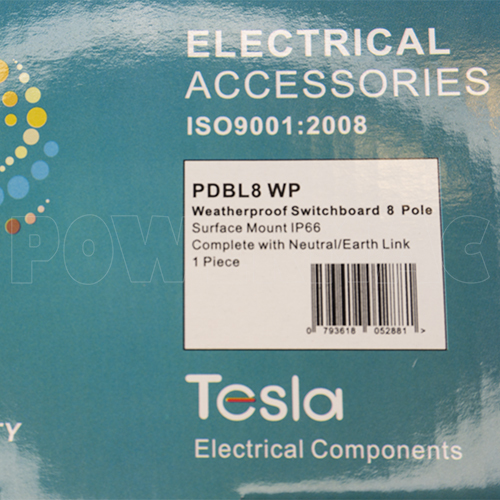 ELECTRICAL
ACCESSORIES
ISO9001:2008
PDBL8 WP
Weatherproof Switchboard 8 Pole
Surface Mount IP66
Complete with Neutral/Earth Link
1 Piece
0 793618 052881 >
Tesla
Electrical Components